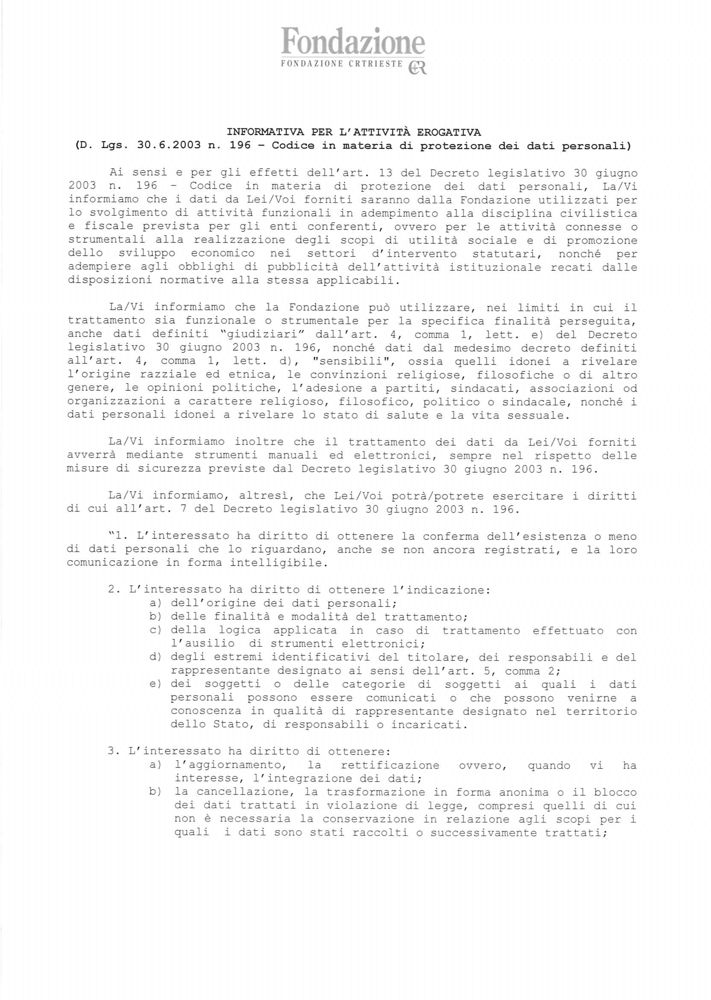 Fondazione
FONDAZIONE CRTRIESTE CR
INFORMATIVA PER L'ATTIVITÀ EROGATIVA
(D. Lgs. 30.6.2003 n. 196 – Codice in materia di protezione dei dati personali)
Ai sensi e per gli effetti dell'art. 13 del Decreto legislativo 30 giugno
2003 n. 196 – Codice in materia di protezione dei dati personali, La/Vi
informiamo che i dati da Lei/Voi forniti saranno dalla Fondazione utilizzati per
lo svolgimento di attività funzionali in adempimento alla disciplina civilistica
e fiscale prevista per gli enti conferenti, ovvero per le attività connesse o
strumentali alla realizzazione degli scopi di utilità sociale e di promozione
dello sviluppo economico nei settori d'intervento statutari, nonché per
adempiere agli obblighi di pubblicità dell'attività istituzionale recati dalle
disposizioni normative alla stessa applicabili.
La/Vi informiamo che la Fondazione può utilizzare, nei limiti in cui il
trattamento sia funzionale o strumentale per la specifica finalità perseguita,
anche dati definiti “giudiziari” dall'art. 4, comma 1, lett. e) del Decreto
legislativo 30 giugno 2003 n. 196, nonché dati dal medesimo decreto definiti
all'art. 4, comma 1, lett. d), "sensibili", ossia quelli idonei a rivelare
l'origine razziale ed etnica, le convinzioni religiose, filosofiche o di altro
genere, le opinioni politiche, l'adesione a partiti, sindacati, associazioni od
organizzazioni a carattere religioso, filosofico, politico o sindacale, nonché i
dati personali idonei a rivelare lo stato di salute e la vita sessuale.
La/Vi informiamo inoltre che il trattamento dei dati da Lei/Voi forniti
avverrà mediante strumenti manuali ed elettronici, sempre nel rispetto delle
misure di sicurezza previste dal Decreto legislativo 30 giugno 2003 n. 196.
La/Vi informiamo, altresì, che Lei/Voi potrà/potrete esercitare i diritti
di cui all'art. 7 del Decreto legislativo 30 giugno 2003 n. 196.
“1. L'interessato ha diritto di ottenere la conferma dell'esistenza o meno
di dati personali che lo riguardano, anche se non ancora registrati, e la loro
comunicazione in forma intelligibile.
2. L'interessato ha diritto di ottenere l'indicazione:
a) dell'origine dei dati personali;
b) delle finalità e modalità del trattamento;
c) della logica applicata in caso di trattamento effettuato con
l'ausilio di strumenti elettronici;
d) degli estremi identificativi del titolare, dei responsabili e del
rappresentante designato ai sensi dell'art. 5, comma 2;
e) dei soggetti o delle categorie di soggetti ai quali i dati
personali possono essere comunicati o che possono venirne a
conoscenza in qualità di rappresentante designato nel territorio
dello Stato, di responsabili o incaricati.
3. L'interessato ha diritto di ottenere:
a) l'aggiornamento, la rettificazione ovvero, quando vi ha
interesse, l'integrazione dei dati;
b) la cancellazione, la trasformazione in forma anonima o il blocco
dei dati trattati in violazione di legge, compresi quelli di cui
non è necessaria la conservazione in relazione agli scopi per i
quali i dati sono stati raccolti o successivamente trattati;